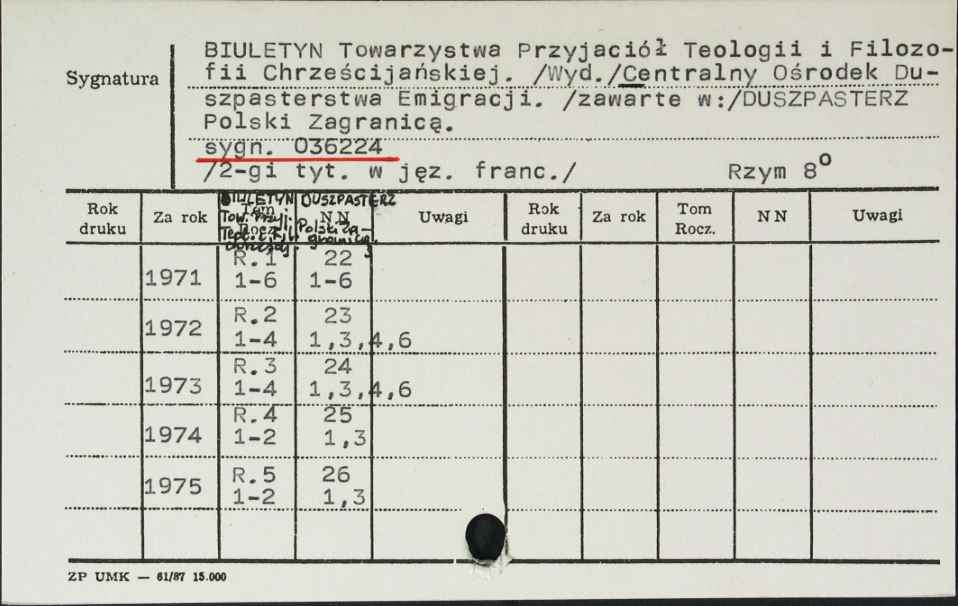 BIULETYN Towarzystwa Przyjaciół Teologii i Filozo-
Sygnatura
fii Chrześcijańskiej. /Wyd./Centralny Ośrodek Du-
szpasterstwa Emigracji. /zawarte w:/DUSZPASTERZ
Polski Zagranicą.
sygn. 036224
/2-gi tyt. w jęz. franc./ Rzym 8°
Rok druku Za rok Tom Rocz. NN Uwagi Rok druku Za rok Tom Rocz. NN Uwagi
BIULETYN DUSZPASTERZ
Tow. Przyj. Polski Za-
granicą.
R.1 22
1971 1-6 1-6
R.2 23
1972 1-4 1,3,4,6
R.3 24
1973 1-4 1,3,4,6
R.4 25
1974 1-2 1,3
R.5 26
1975 1-2 1,3
ZP UMK — 61/87 15.000